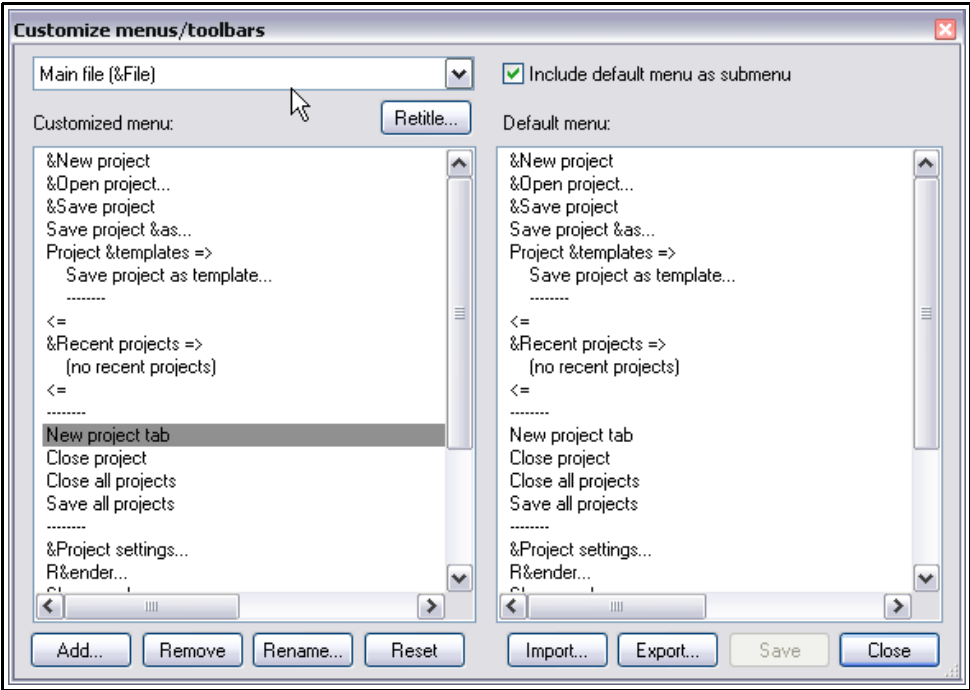 Customize menus/toolbars
Main file (&File)
Include default menu as submenu
Customized menu:
Retitle...
Default menu:
&New project
&Open project...
&Save project
Save project &as...
Project &templates =>
Save project as template...
--------
<=
&Recent projects =>
(no recent projects)
<=
--------
New project tab
Close project
Close all projects
Save all projects
--------
&Project settings...
R&ender...
&New project
&Open project...
&Save project
Save project &as...
Project &templates =>
Save project as template...
--------
<=
&Recent projects =>
(no recent projects)
<=
--------
New project tab
Close project
Close all projects
Save all projects
--------
&Project settings...
R&ender...
Add...
Remove
Rename...
Reset
Import...
Export...
Save
Close